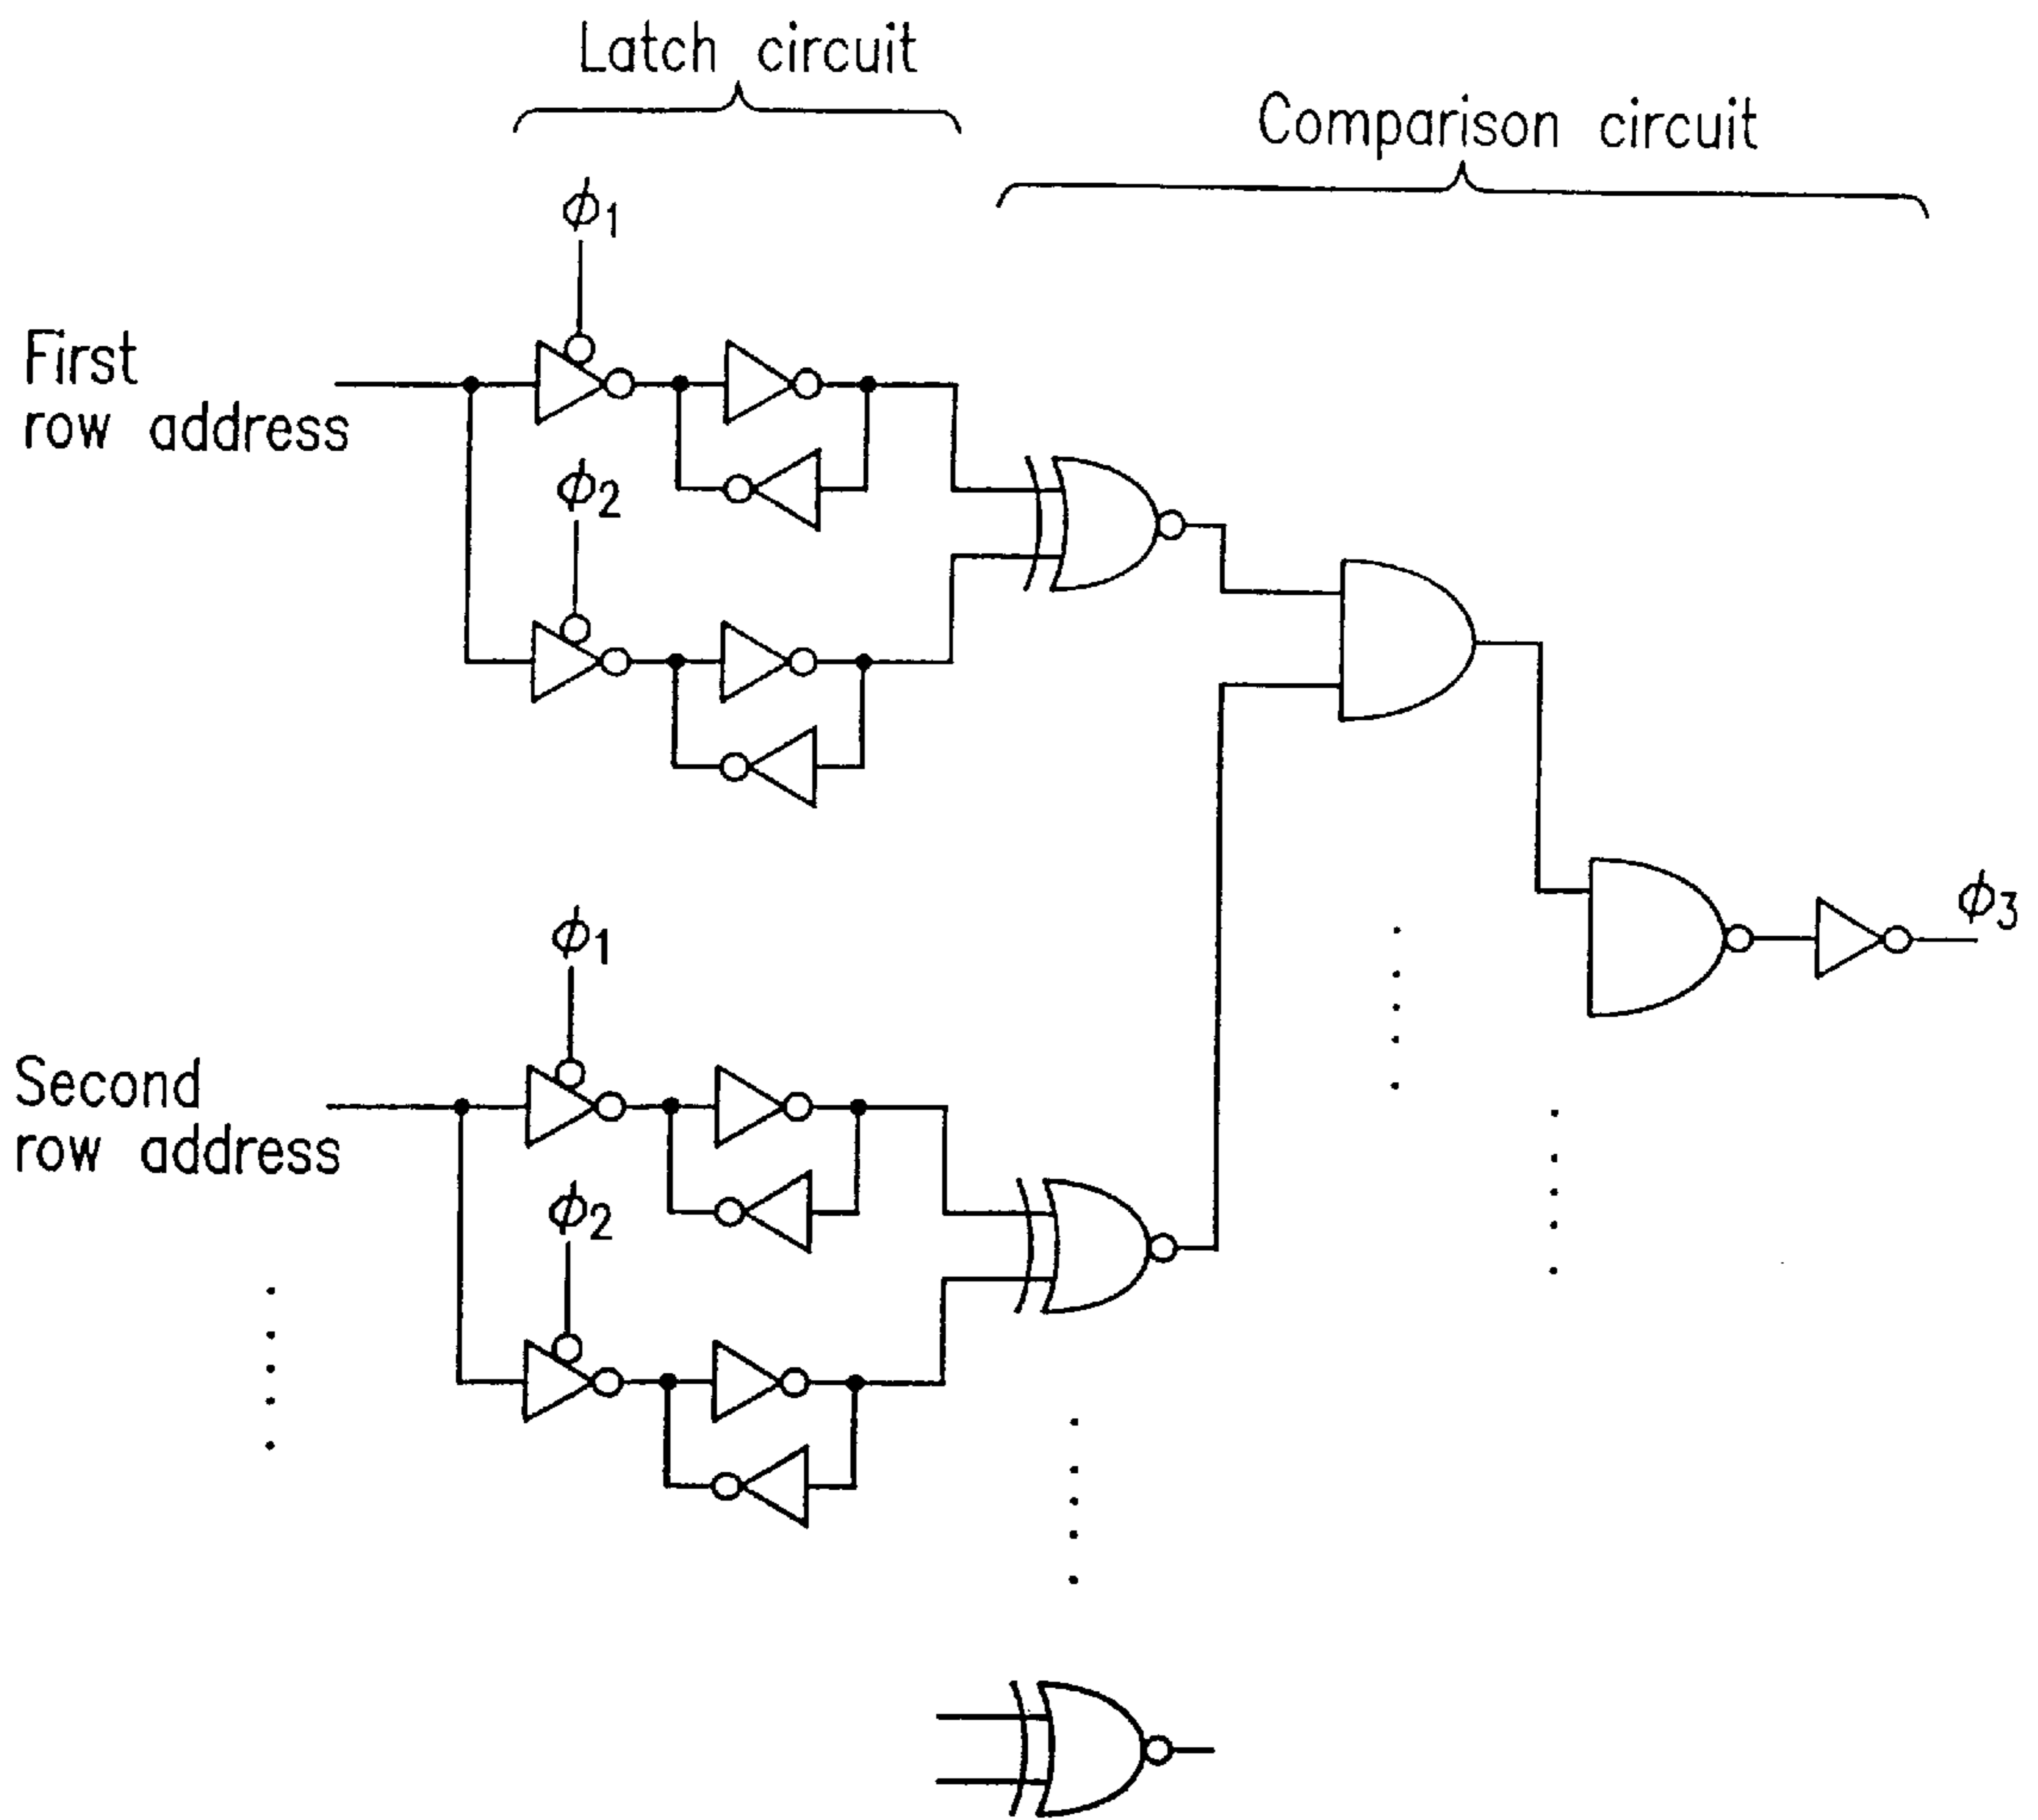 Latch circuit
Comparison circuit
ϕ1
First
row address
ϕ2
ϕ3
ϕ1
Second
row address
ϕ2